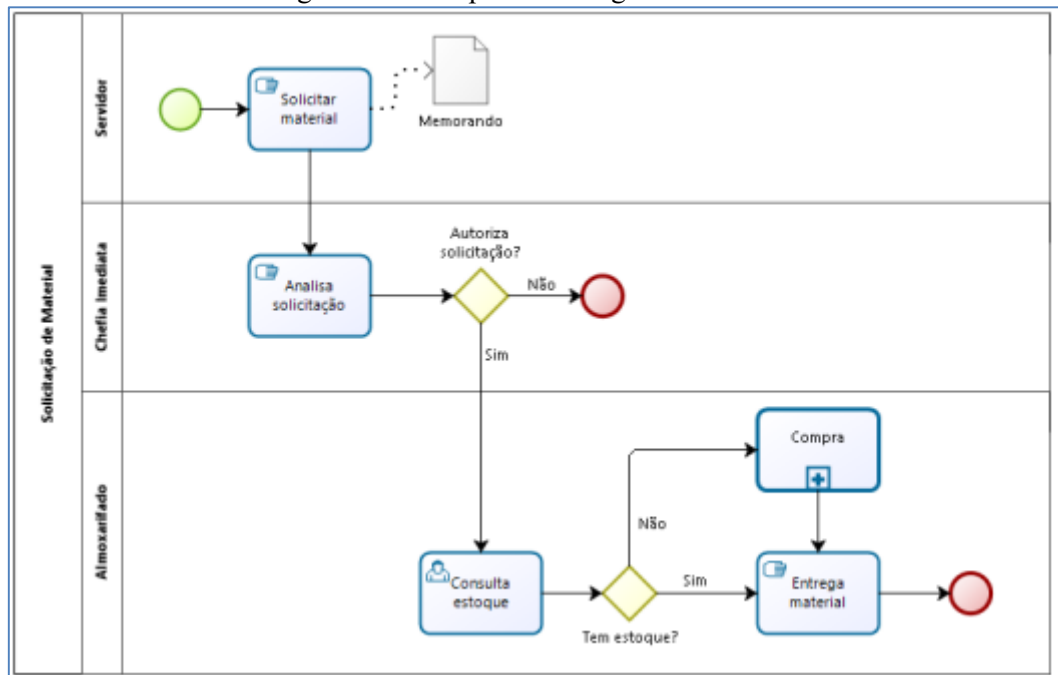 Solicitação de Material
Servidor
Solicitar
material
Memorando
Chefia Imediata
Analisa
solicitação
Autoriza
solicitação?
Não
Sim
Almoxarifado
Consulta
estoque
Tem estoque?
Não
Sim
Compra
Entrega
material